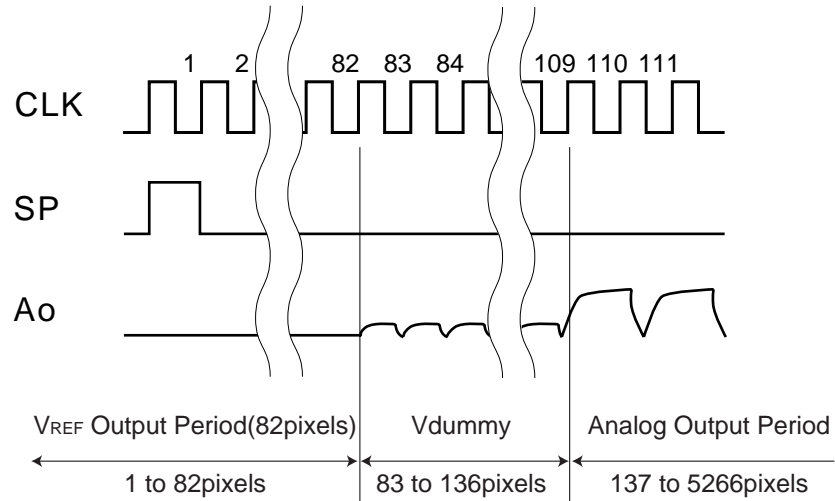 1 2 82 83 84 109 110 111
CLK
SP
Ao
VREF Output Period(82pixels) Vdummy Analog Output Period
1 to 82pixels 83 to 136pixels 137 to 5266pixels